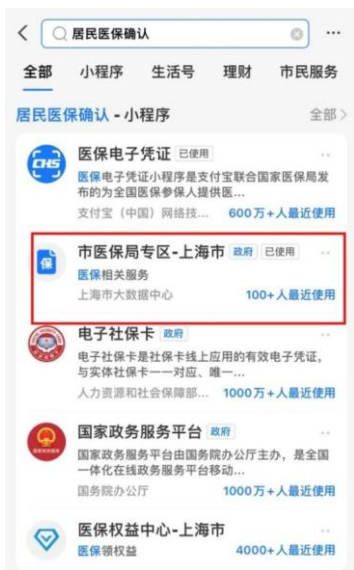 居民医保确认
全部 小程序 生活号 理财 市民服务
居民医保确认 - 小程序 全部
医保电子凭证 已使用
医保电子凭证小程序是支付宝联合国家医保局发
布的为全国医保参保人提供医...
支付宝（中国）网络技... 600万+人最近使用
市医保局专区-上海市 政府 已使用
医保相关服务
上海市大数据中心 100+人最近使用
电子社保卡 政府
电子社保卡是社保卡线上应用的有效电子凭证，
与实体社保卡一一对应、唯一...
人力资源和社会保障部... 1000万+人最近使用
国家政务服务平台 政府
国家政务服务平台由国务院办公厅主办，是全国
一体化在线政务服务平台移动...
国务院办公厅 1000万+人最近使用
医保权益中心-上海市
医保领权益 4000+人最近使用
CHS
保